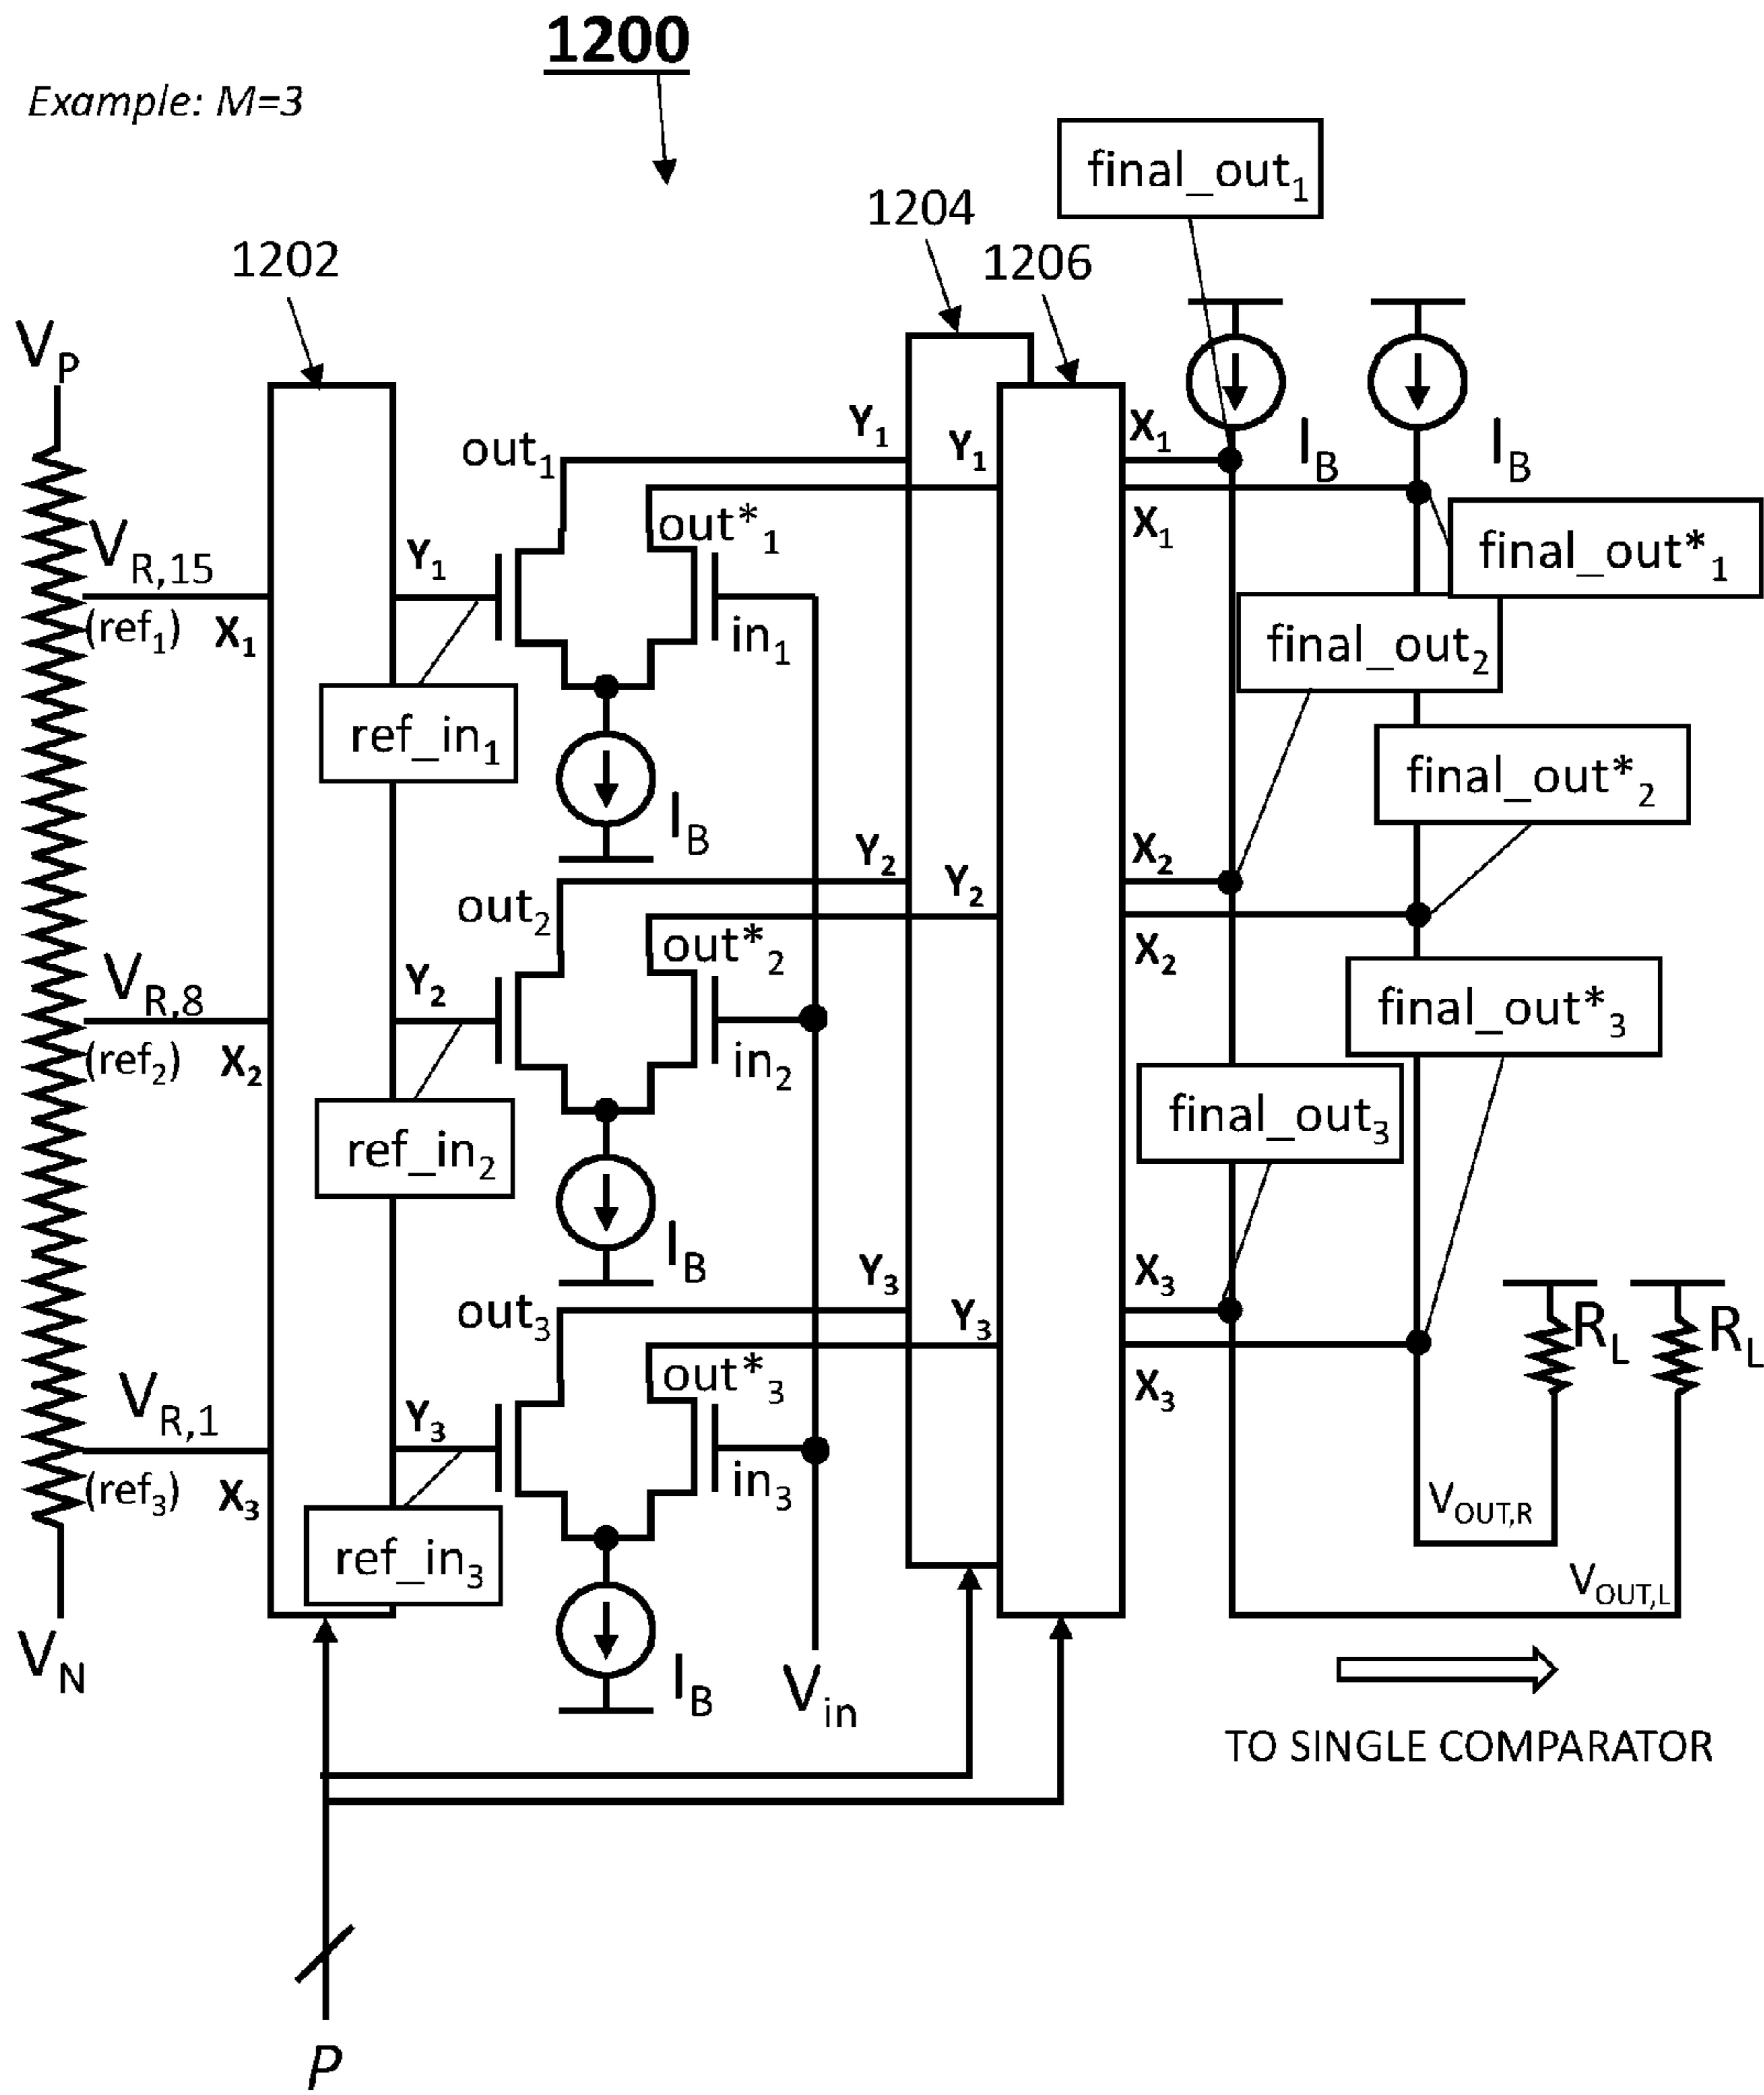 1200
Example: M=3
final_out1
1204
1206
1202
VP
IB
IB
Y1
Y1
X1
X1
out1
out*1
final_out*1
VR,15
(ref1)
X1
Y1
in1
final_out2
ref_in1
IB
final_out*2
Y2
Y2
X2
X2
out2
out*2
VR,8
(ref2)
X2
Y2
in2
final_out*3
final_out3
ref_in2
IB
Y3
Y3
X3
X3
out3
out*3
RL
RL
VR,1
(ref3)
X3
Y3
in3
VOUT,R
ref_in3
VOUT,L
VN
IB
Vin
TO SINGLE COMPARATOR
P